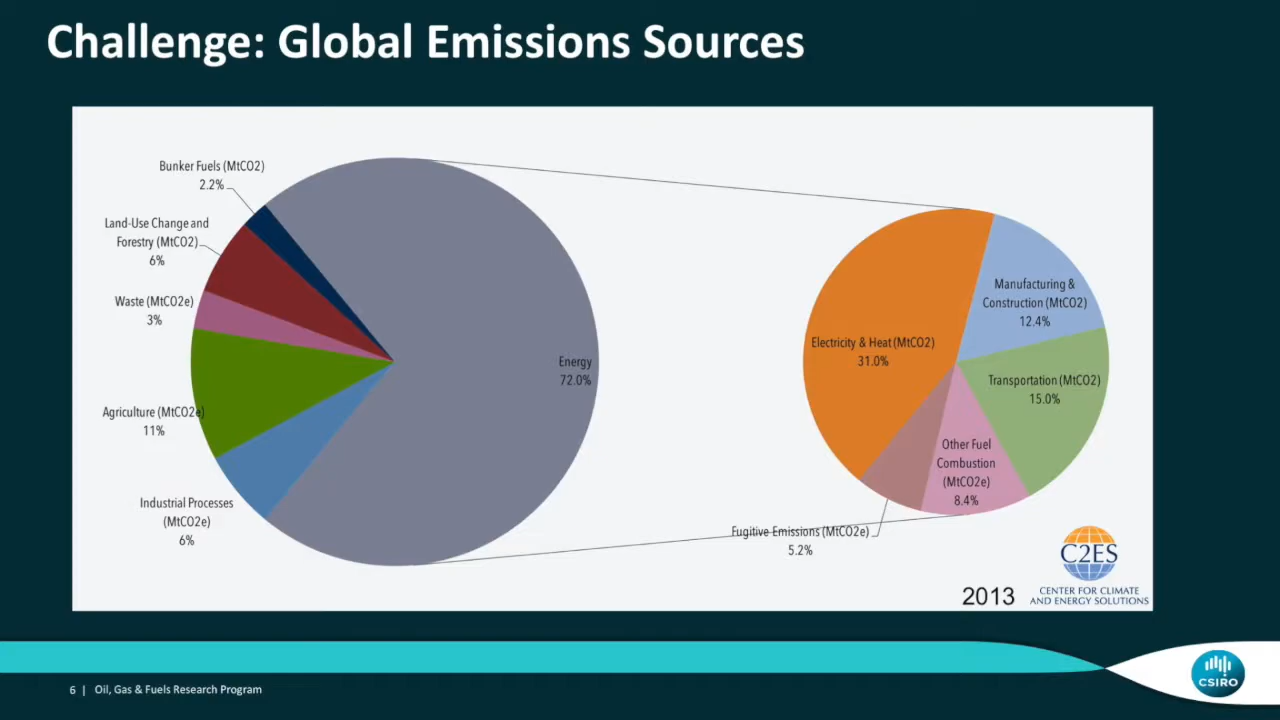 Challenge: Global Emissions Sources
Bunker Fuels (MtCO2)
2.2%
Land-Use Change and
Forestry (MtCO2)
6%
Waste (MtCO2e)
3%
Agriculture (MtCO2e)
11%
Industrial Processes
(MtCO2e)
6%
Energy
72.0%
Electricity & Heat (MtCO2)
31.0%
Manufacturing &
Construction (MtCO2)
12.4%
Transportation (MtCO2)
15.0%
Other Fuel
Combustion
(MtCO2e)
8.4%
Fugitive Emissions (MtCO2e)
5.2%
2013
C2ES
CENTER FOR CLIMATE
AND ENERGY SOLUTIONS
6 | Oil, Gas & Fuels Research Program
CSIRO